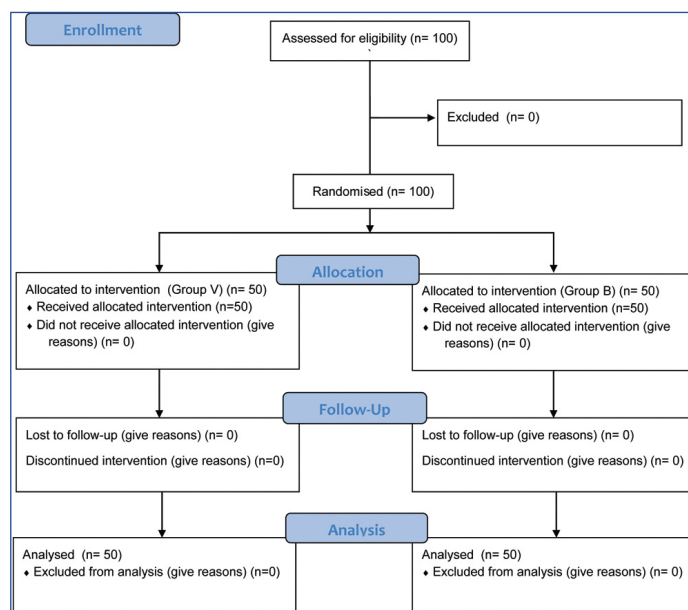 Enrollment
Assessed for eligibility (n= 100)
Excluded (n= 0)
Randomised (n= 100)
Allocation
Allocated to intervention (Group V) (n= 50)
♦ Received allocated intervention (n=50)
♦ Did not receive allocated intervention (give
reasons) (n= 0)
Allocated to intervention (Group B) (n= 50)
♦ Received allocated intervention (n=50)
♦ Did not receive allocated intervention (give
reasons) (n= 0)
Follow-Up
Lost to follow-up (give reasons) (n= 0)
Discontinued intervention (give reasons) (n=0)
Lost to follow-up (give reasons) (n= 0)
Discontinued intervention (give reasons) (n= 0)
Analysis
Analysed (n= 50)
♦ Excluded from analysis (give reasons) (n=0)
Analysed (n= 50)
♦ Excluded from analysis (give reasons) (n= 0)